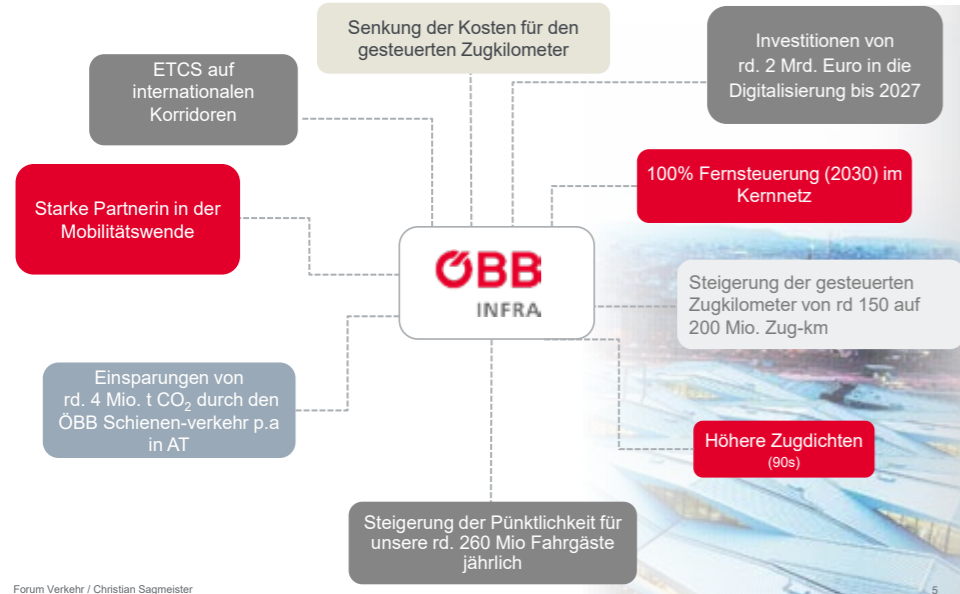 Senkung der Kosten für den
gesteuerten Zugkilometer
Investitionen von
rd. 2 Mrd. Euro in die
Digitalisierung bis 2027
ETCS auf
internationalen
Korridoren
100% Fernsteuerung (2030) im
Kernnetz
Starke Partnerin in der
Mobilitätswende
ÖBB
INFRA
Steigerung der gesteuerten
Zugkilometer von rd 150 auf
200 Mio. Zug-km
Einsparungen von
rd. 4 Mio. t CO₂ durch den
ÖBB Schienen-verkehr p.a
in AT
Höhere Zugdichten
(90s)
Steigerung der Pünktlichkeit für
unsere rd. 260 Mio Fahrgäste
jährlich
Forum Verkehr / Christian Sagmeister
5